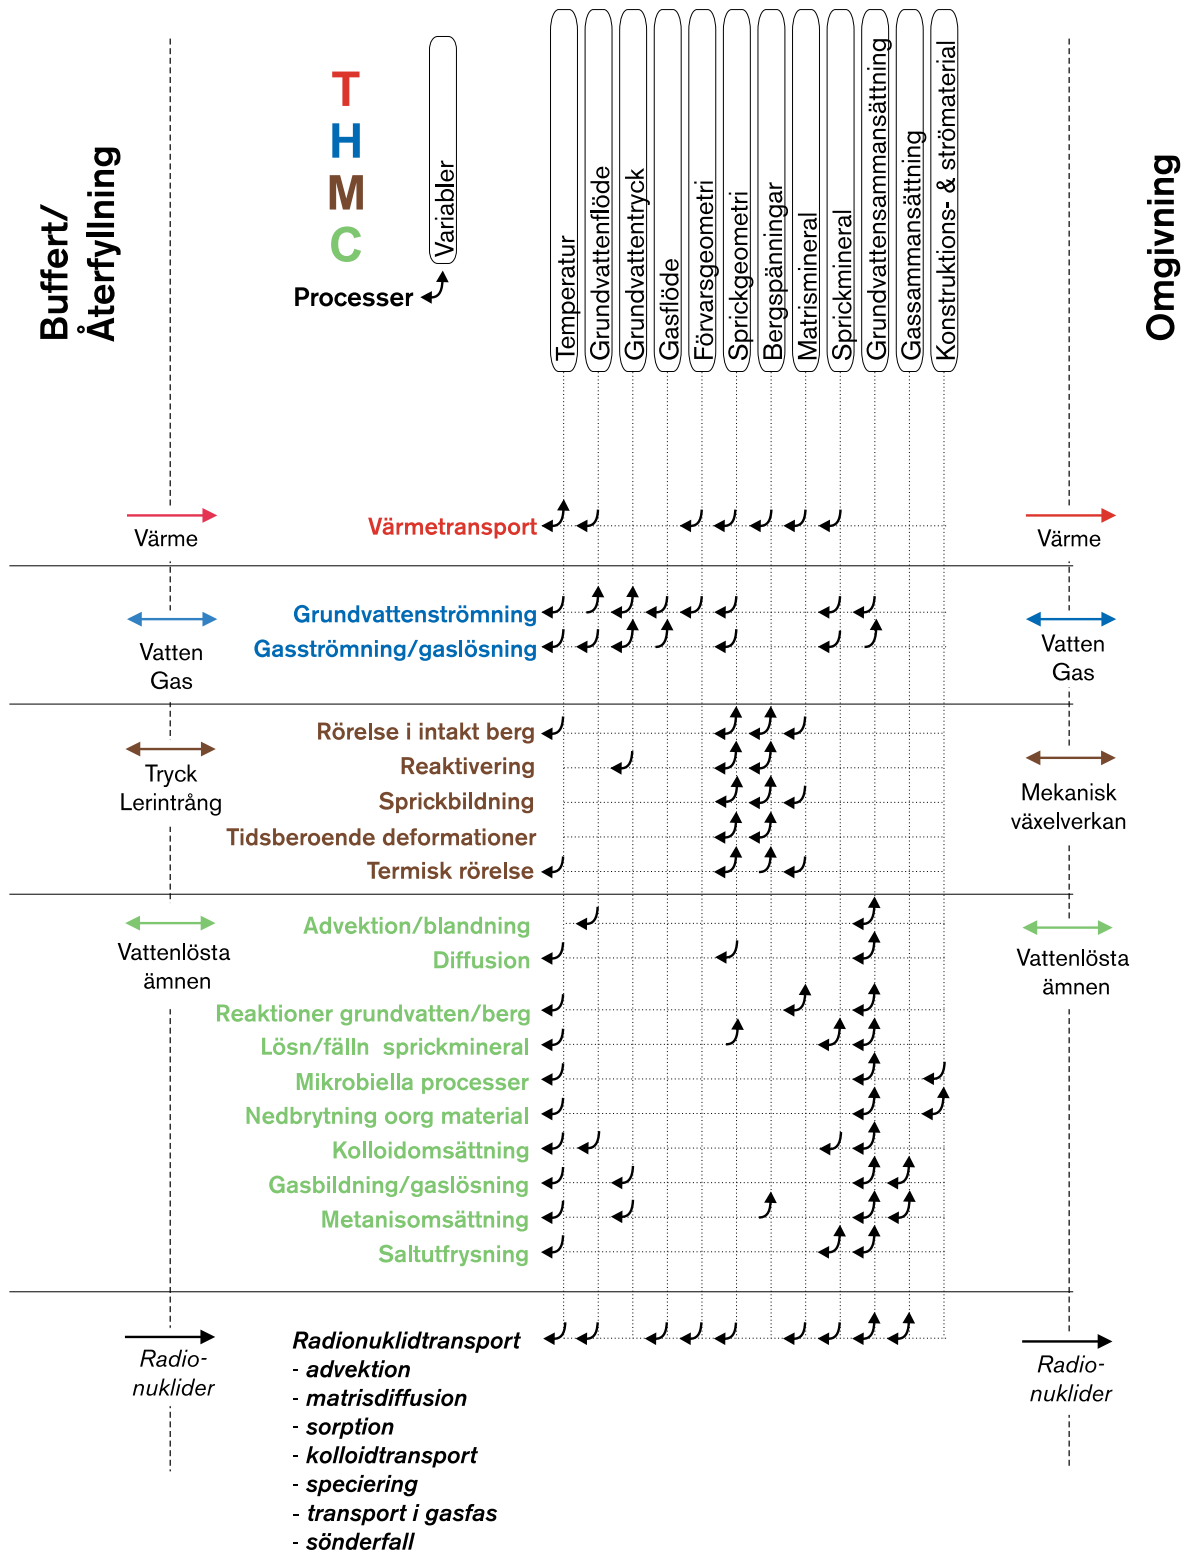 T
H
M
C
Processer
Variabler
Buffert/
Återfyllning
Omgivning
Temperatur
Grundvattenflöde
Grundvattentryck
Gasflöde
Förvarsgeometri
Sprickgeometri
Bergspänningar
Matrismineral
Sprickmineral
Grundvattensammansättning
Gassammansättning
Konstruktions- & strömaterial
Värme
Värmetransport
Värme
Vatten
Gas
Grundvattenströmning
Gasströmning/gaslösning
Vatten
Gas
Tryck
Lerintrång
Rörelse i intakt berg
Reaktivering
Sprickbildning
Tidsberoende deformationer
Termisk rörelse
Mekanisk
växelverkan
Vattenlösta
ämnen
Advektion/blandning
Diffusion
Reaktioner grundvatten/berg
Lösn/fälln sprickmineral
Mikrobiella processer
Nedbrytning oorg material
Kolloidomsättning
Gasbildning/gaslösning
Metanisomsättning
Saltutfrysning
Vattenlösta
ämnen
Radio-
nuklider
Radionuklidtransport
- advektion
- matrisdiffusion
- sorption
- kolloidtransport
- speciering
- transport i gasfas
- sönderfall
Radio-
nuklider